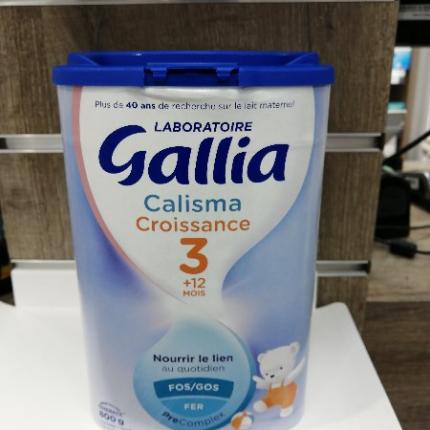 Plus de 40 ans de recherche sur le lait maternel
LABORATOIRE
Gallia
Calisma
Croissance
3
+12
MOIS
Nourrir le lien
au quotidien
FOS/GOS
FER
PreComplex
800 g